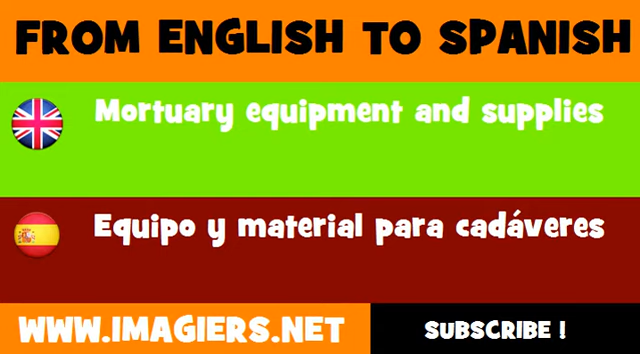 FROM ENGLISH TO SPANISH
Mortuary equipment and supplies
Equipo y material para cadáveres
WWW.IMAGIERS.NET
SUBSCRIBE !